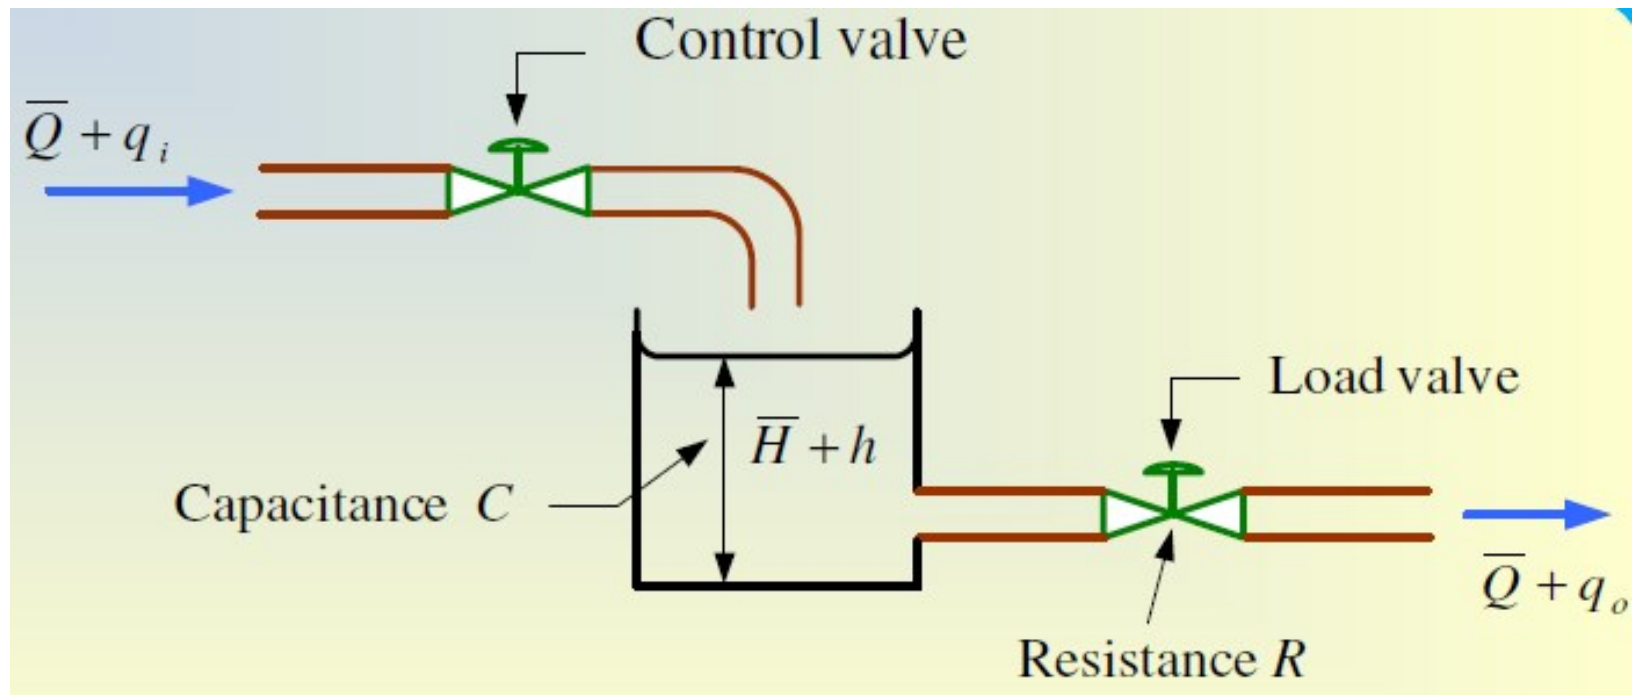 Control valve
Q̅ + qᵢ
Load valve
H̅ + h
Capacitance C
Q̅ + qₒ
Resistance R